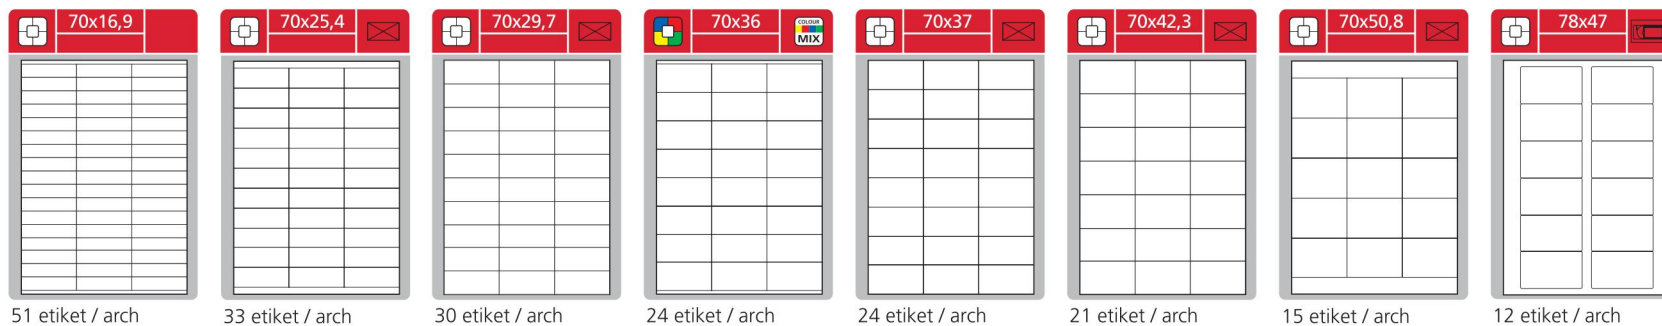 70x16,9
70x25,4
70x29,7
70x36
COLOUR
MIX
70x37
70x42,3
70x50,8
78x47
51 etiket / arch
33 etiket / arch
30 etiket / arch
24 etiket / arch
24 etiket / arch
21 etiket / arch
15 etiket / arch
12 etiket / arch